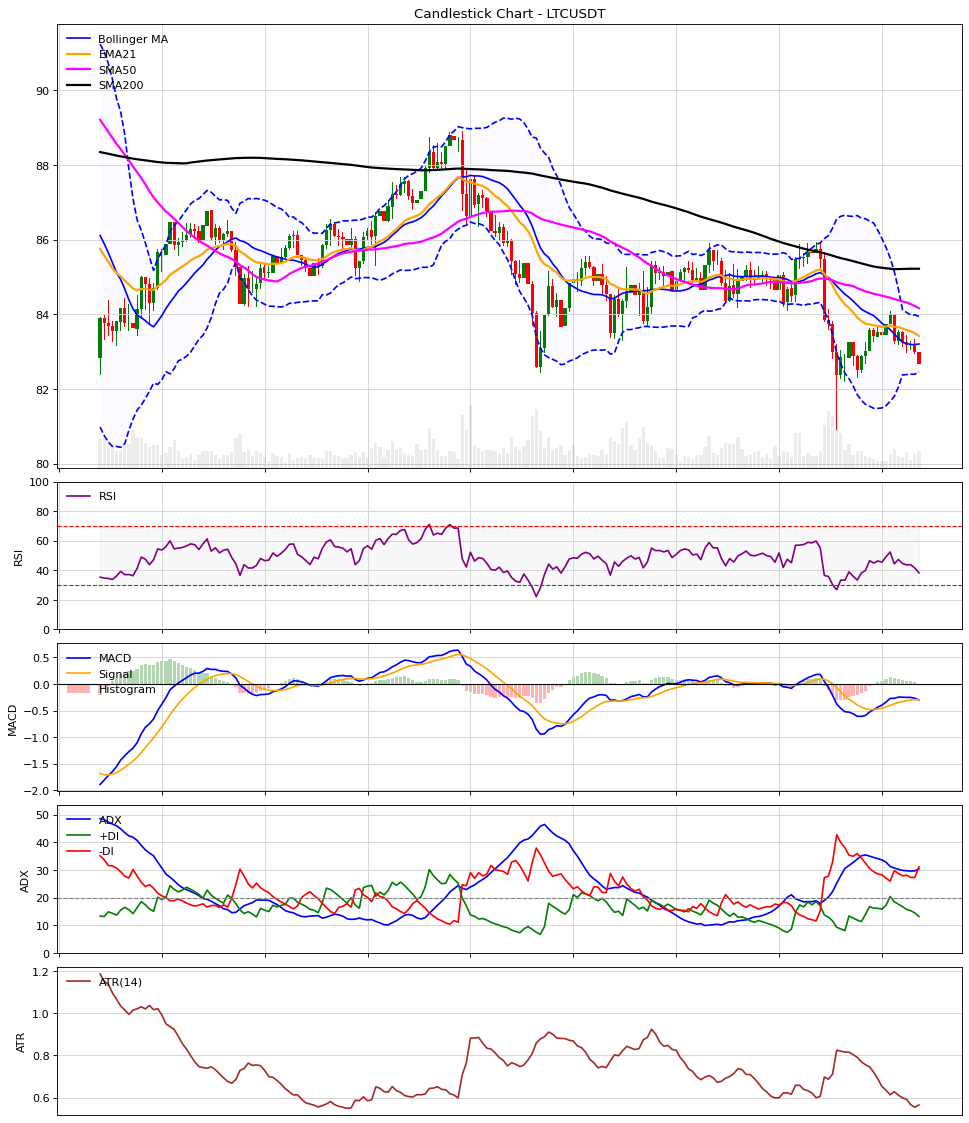 Candlestick Chart - LTCUSDT
Bollinger MA
EMA21
SMA50
SMA200
90
88
86
84
82
80
RSI
100
80
60
40
20
0
RSI
MACD
Signal
Histogram
0.5
0.0
−0.5
−1.0
−1.5
−2.0
MACD
ADX
+DI
-DI
50
40
30
20
10
0
ADX
ATR(14)
1.2
1.0
0.8
0.6
ATR